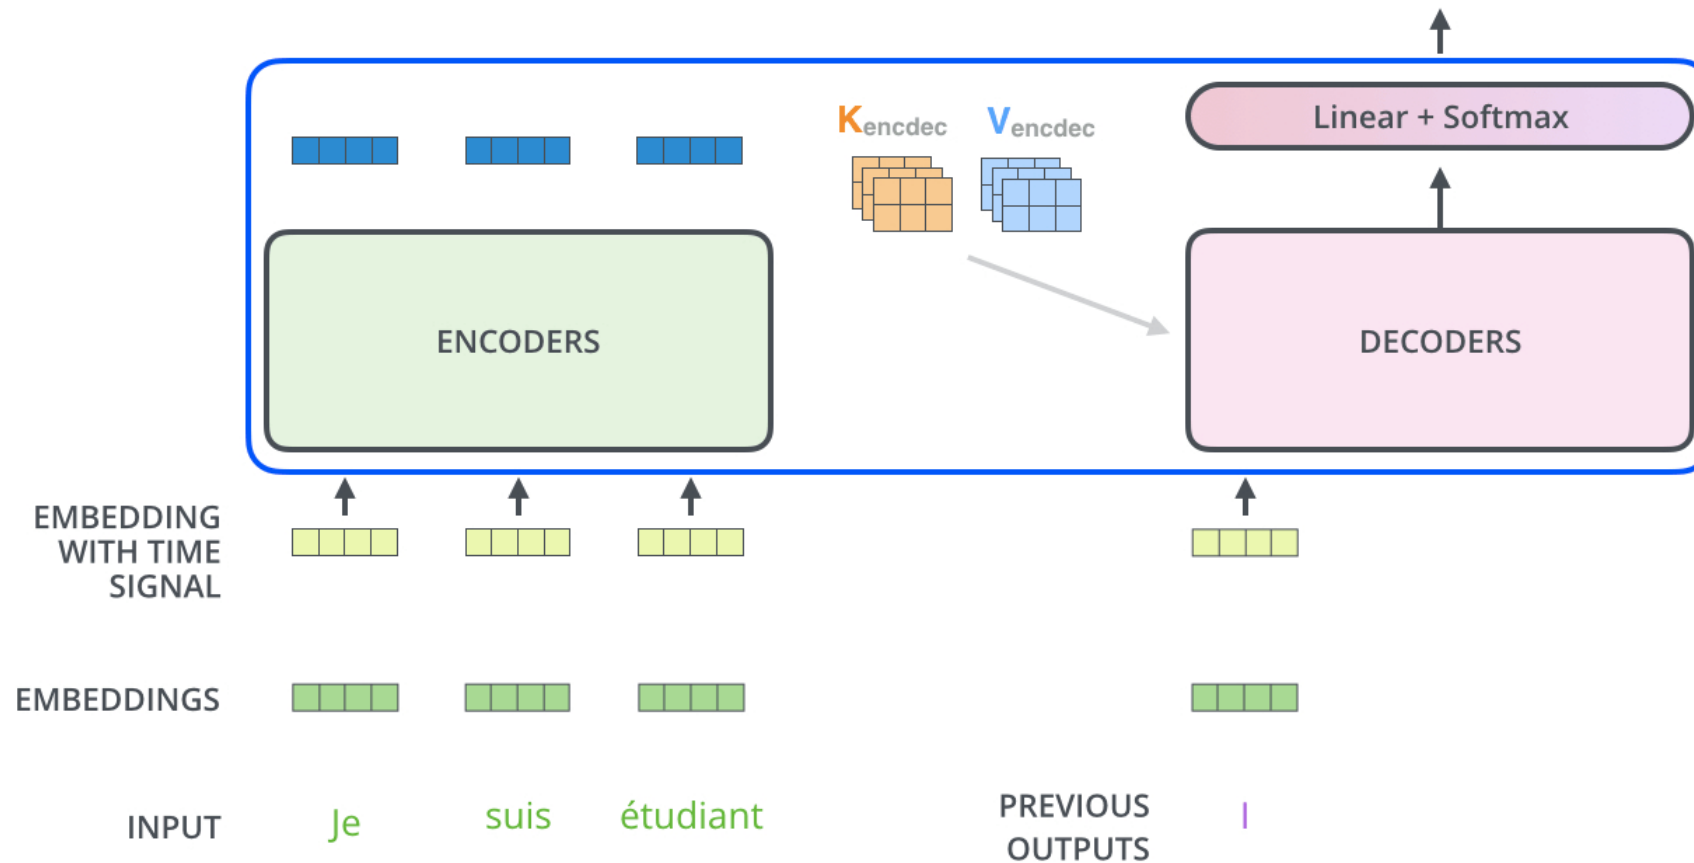 Kencdec Vencdec
Linear + Softmax
ENCODERS
DECODERS
EMBEDDING
WITH TIME
SIGNAL
EMBEDDINGS
INPUT Je suis étudiant
PREVIOUS
OUTPUTS
I